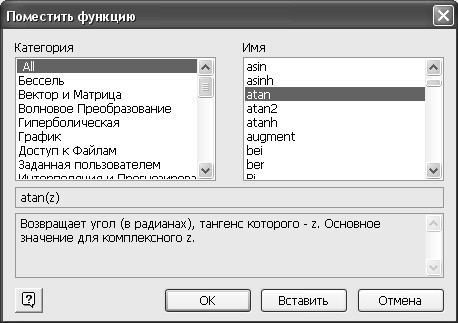 Поместить функцию
Категория
Имя
All
Бессель
Вектор и Матрица
Волновое Преобразование
Гиперболическая
График
Доступ к Файлам
Заданная пользователем
Интерполяция и Прогнозирова
asin
asinh
atan
atan2
atanh
augment
bei
ber
Bi
atan(z)
Возвращает угол (в радианах), тангенс которого - z. Основное
значение для комплексного z.
OK
Вставить
Отмена